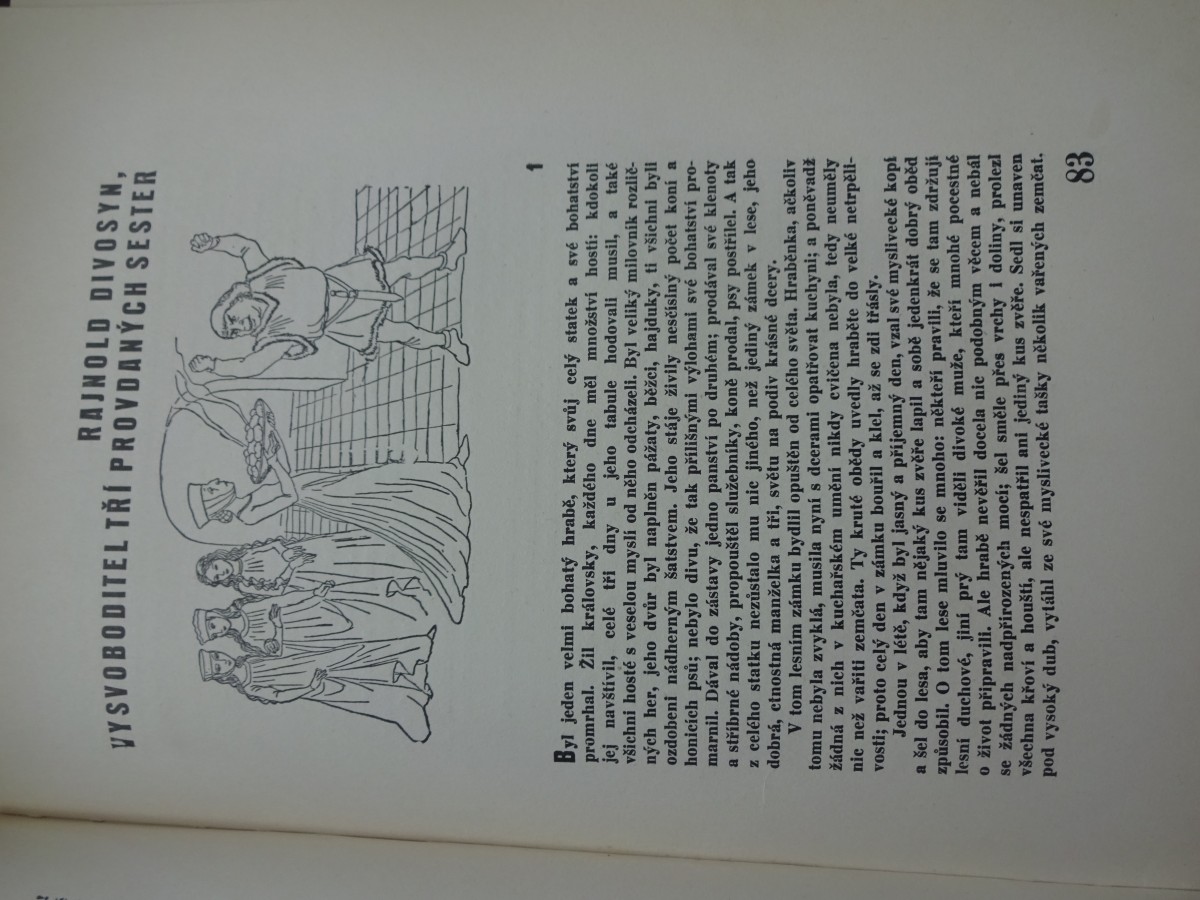 RAJNOLD DIVOSYN,
VYSVOBODITEL TŘÍ PROVDANÝCH SESTER
1
Byl jeden velmi bohatý hrabě, který svůj celý statek a své bohatství
promrhal. Žil královsky, každého dne měl množství hostí: kdokoli
jej navštívil, celé tři dny u jeho tabule hodovali musil, a také
všichni hosté s veselou myslí od něho odcházeli. Byl veliký milovník rozlič-
ných her, jeho dvůr byl naplněn pážaty, běžci, hajduky, ti všichni byli
ozdobeni nádherným šatstvem. Jeho stáje živily nesčíslný počet koní a
honicích psů; nebylo divu, že tak přílišnými výlohami své bohatství pro-
marnil. Dával do zástavy jedno panství po druhém; prodával své klenoty
a stříbrné nádoby, propouštěl služebníky, koně prodal, psy postřílel. A tak
z celého statku nezůstalo mu nic jiného, než jediný zámek v lese, jeho
dobrá, ctnostná manželka a tři, světu na podiv krásné dcery.
V tom lesním zámku bydlil opuštěn od celého světa. Hraběnka, ačkoliv
tomu nebyla zvyklá, musila nyní s dcerami opatřovat kuchyni; a poněvadž
žádná z nich v kuchařském umění nikdy cvičena nebyla, tedy neuměly
nic než vařiti zemčata. Ty kruté obědy uvedly hraběte do velké netrpěli-
vosti; proto celý den v zámku bouřil a klel, až se zdi třásly.
Jednou v létě, když byl jasný a příjemný den, vzal své myslivecké kopí
a šel do lesa, aby tam nějaký kus zvěře lapil a sobě jedenkrát dobrý oběd
způsobil. O tom lese mluvilo se mnoho: někteří pravili, že se tam zdržují
lesní duchové, jiní prý tam viděli divoké muže, kteří mnohé pocestné
o život připravili. Ale hrabě nevěřil docela nic podobným věcem a nebál
se žádných nadpřirozených mocí; šel směle přes vrchy i doliny, prolezl
všechna křoví a houští, ale nespatřil ani jediný kus zvěře. Sedl si unaven
pod vysoký dub, vytáhl ze své myslivecké tašky několik vařených zemčat.
83